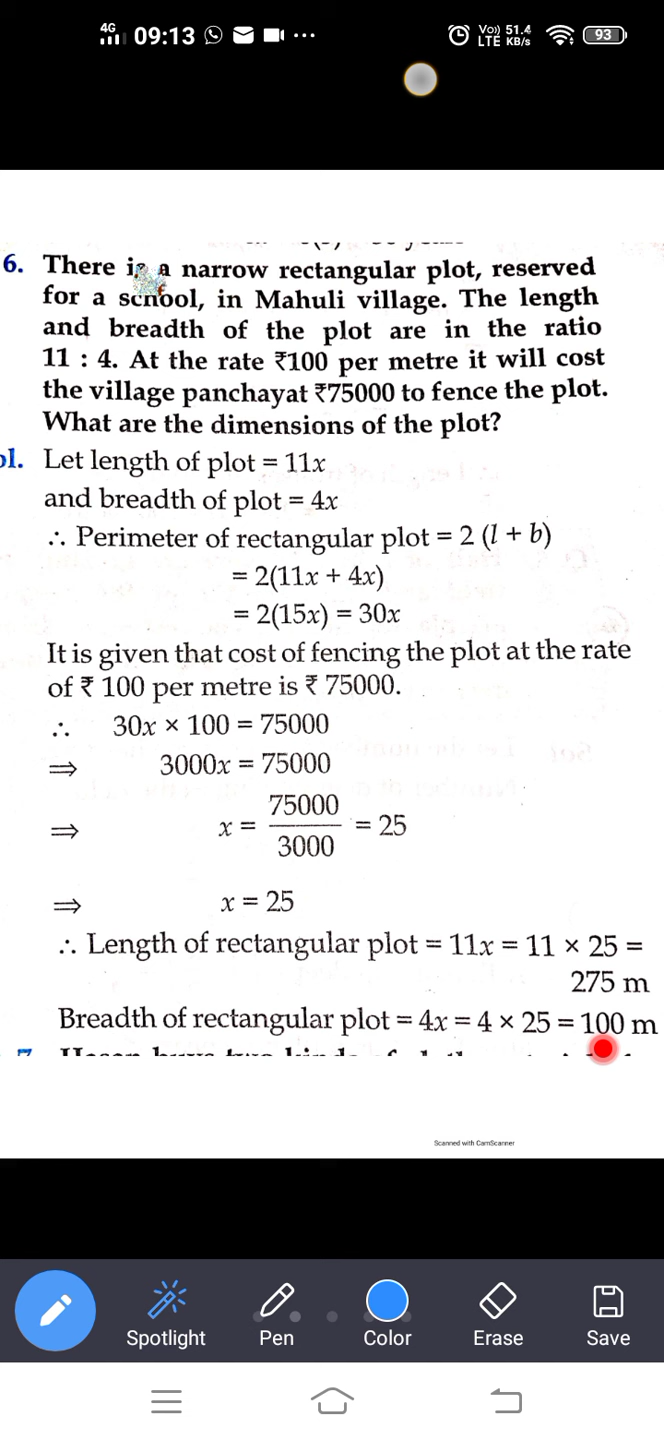 4G 09:13 ... Vo)) LTE 51.4 KB/s 93
6. There is a narrow rectangular plot, reserved
for a school, in Mahuli village. The length
and breadth of the plot are in the ratio
11 : 4. At the rate ₹100 per metre it will cost
the village panchayat ₹75000 to fence the plot.
What are the dimensions of the plot?
ol. Let length of plot = 11x
and breadth of plot = 4x
∴ Perimeter of rectangular plot = 2 (l + b)
= 2(11x + 4x)
= 2(15x) = 30x
It is given that cost of fencing the plot at the rate
of ₹ 100 per metre is ₹ 75000.
∴ 30x × 100 = 75000
⇒ 3000x = 75000
⇒ x = 75000/3000 = 25
⇒ x = 25
∴ Length of rectangular plot = 11x = 11 × 25 =
275 m
Breadth of rectangular plot = 4x = 4 × 25 = 100 m
Scanned with CamScanner
Spotlight Pen Color Erase Save